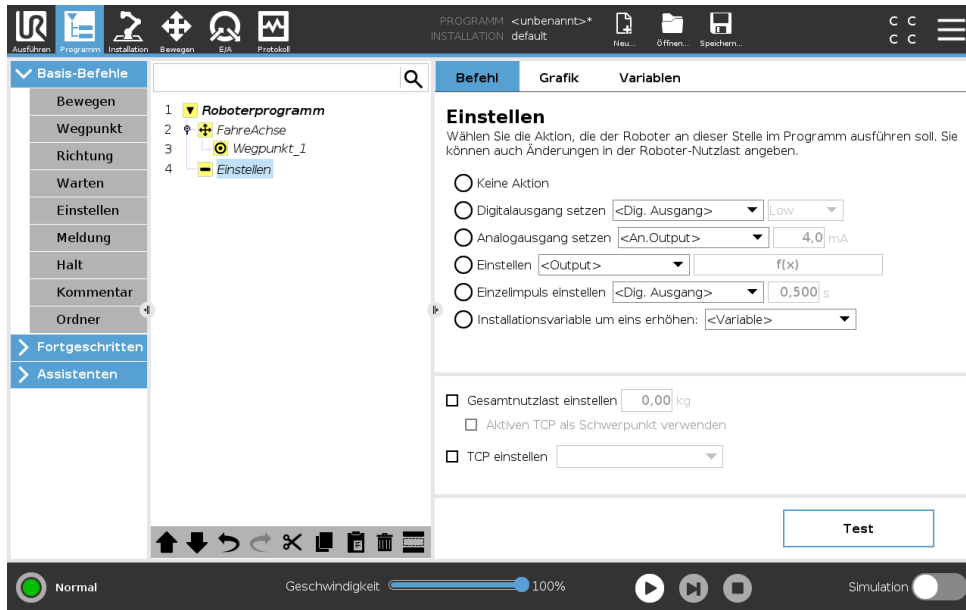 PROGRAMM <unbenannt>*
INSTALLATION default
Ausführen Programm Installation Bewegen E/A Protokoll Neu... Öffnen... Speichern...
C C
C C
Basis-Befehle
Bewegen
Wegpunkt
Richtung
Warten
Einstellen
Meldung
Halt
Kommentar
Ordner
Fortgeschritten
Assistenten
1 Roboterprogramm
2 FahreAchse
3 Wegpunkt_1
4 Einstellen
Befehl Grafik Variablen
Einstellen
Wählen Sie die Aktion, die der Roboter an dieser Stelle im Programm ausführen soll. Sie
können auch Änderungen in der Roboter-Nutzlast angeben.
Keine Aktion
Digitalausgang setzen <Dig. Ausgang> Low
Analogausgang setzen <An.Output> 4,0 mA
Einstellen <Output> f(x)
Einzelimpuls einstellen <Dig. Ausgang> 0,500 s
Installationsvariable um eins erhöhen: <Variable>
Gesamtnutzlast einstellen 0,00 kg
Aktiven TCP als Schwerpunkt verwenden
TCP einstellen
Test
Normal Geschwindigkeit 100% Simulation